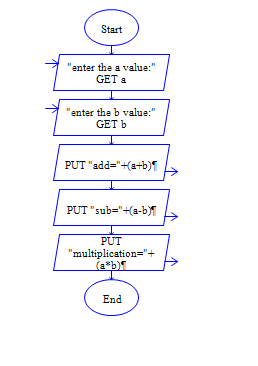 Start
"enter the a value:"
GET a
"enter the b value:"
GET b
PUT "add="+(a+b)¶
PUT "sub="+(a-b)¶
PUT
"multiplication="+
(a*b)¶
End